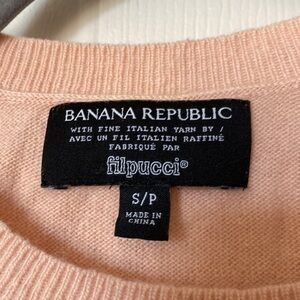 BANANA REPUBLIC
WITH FINE ITALIAN YARN BY /
AVEC UN FIL ITALIEN RAFFINÉ
FABRIQUÉ PAR
filpucci®
S/P
MADE IN
CHINA